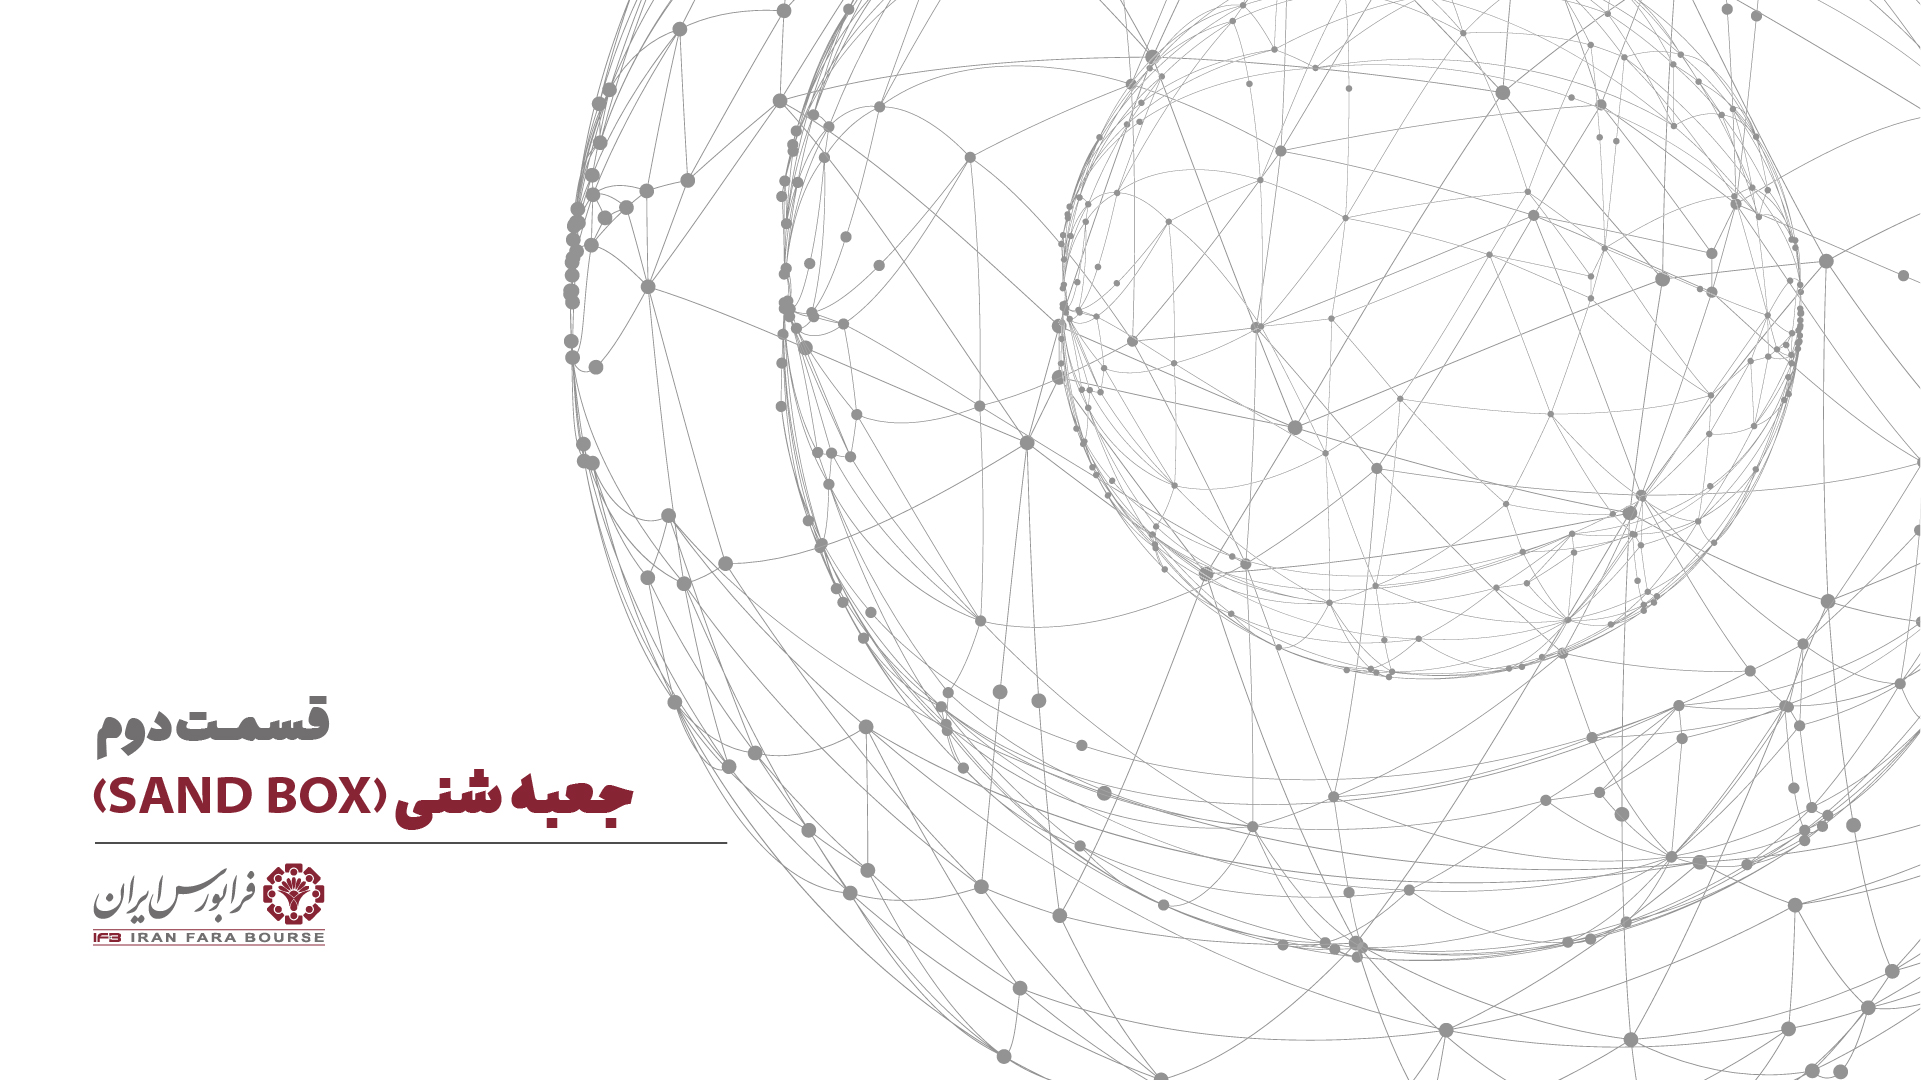 قسمت دوم
جعبه شنی (SAND BOX)
فرابورس ایران
IFB IRAN FARA BOURSE